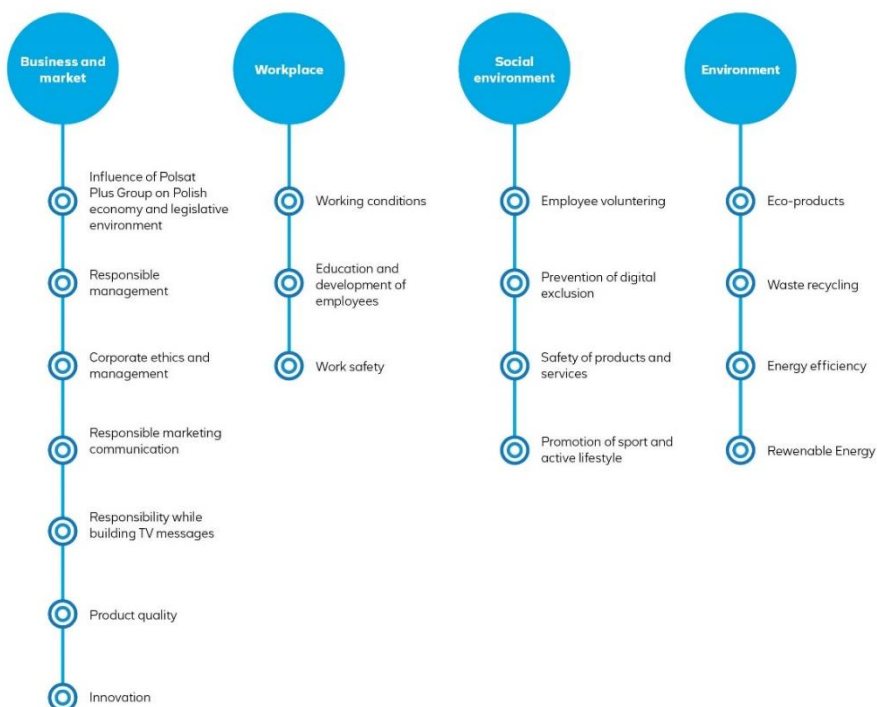 Business and
market
Influence of Polsat
Plus Group on Polish
economy and legislative
environment
Responsible
management
Corporate ethics and
management
Responsible marketing
communication
Responsibility while
building TV messages
Product quality
Innovation
Workplace
Working conditions
Education and
development of
employees
Work safety
Social
environment
Employee voluntering
Prevention of digital
exclusion
Safety of products and
services
Promotion of sport and
active lifestyle
Environment
Eco-products
Waste recycling
Energy efficiency
Rewenable Energy